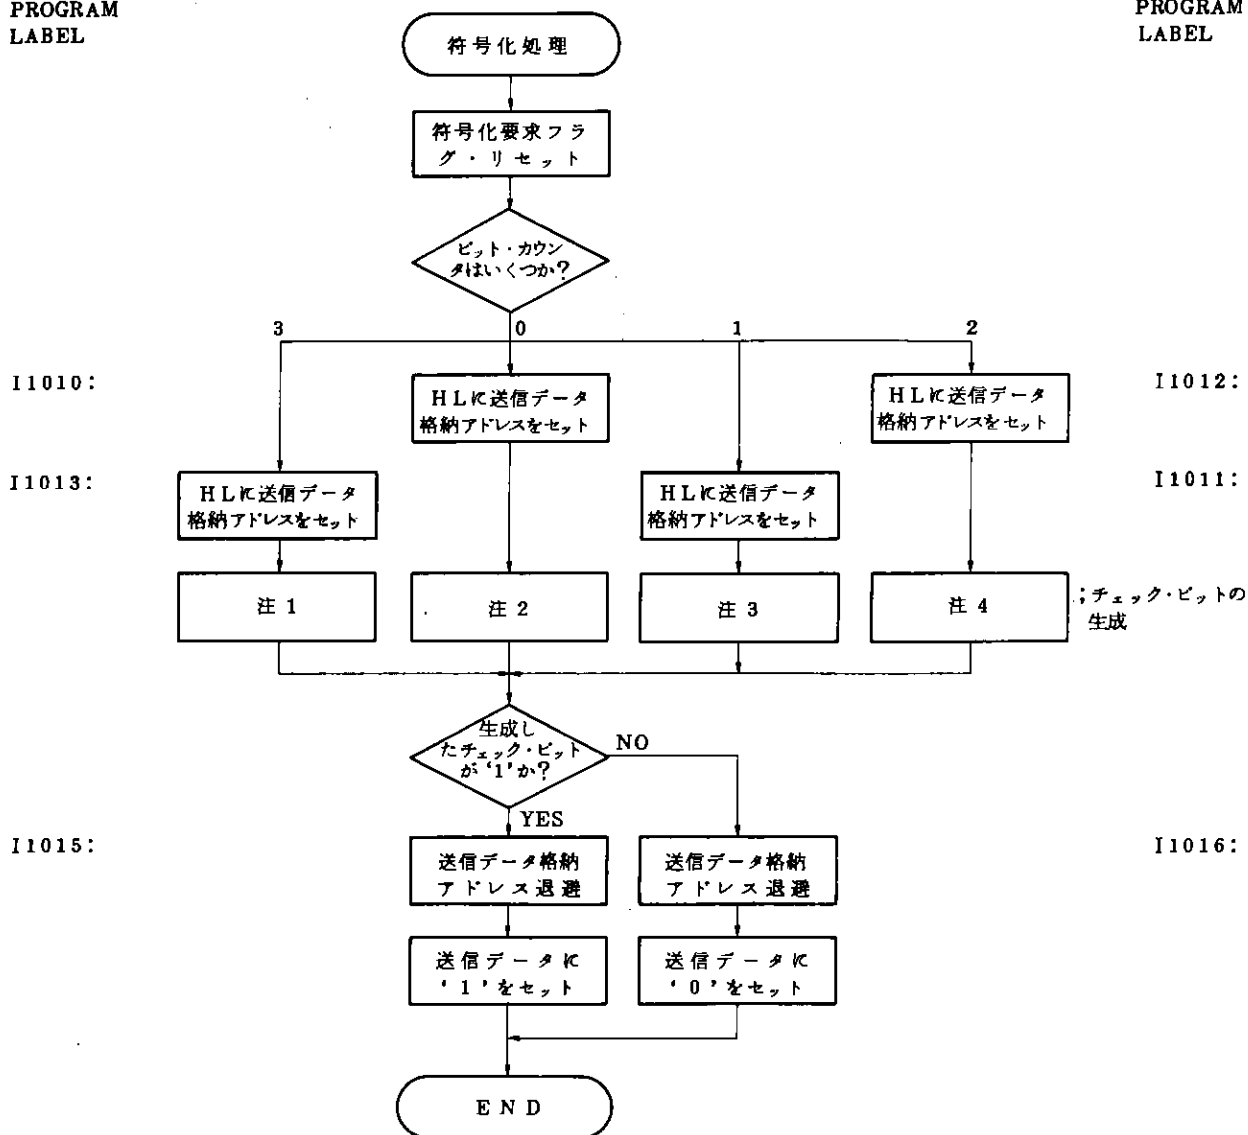 PROGRAM
LABEL
PROGRAM
LABEL
符号化処理
符号化要求フラ
グ・リセット
ビット・カウン
タはいくつか?
3
0
1
2
I1010:
HLに送信データ
格納アドレスをセット
HLに送信データ
格納アドレスをセット
I1012:
I1013:
HLに送信データ
格納アドレスをセット
HLに送信データ
格納アドレスをセット
I1011:
注1
注2
注3
注4
;チェック・ビットの
生成
生成し
たチェック・ビット
が‘1’か?
NO
YES
I1015:
送信データ格納
アドレス退避
送信データ格納
アドレス退避
I1016:
送信データに
‘1’をセット
送信データに
‘0’をセット
END